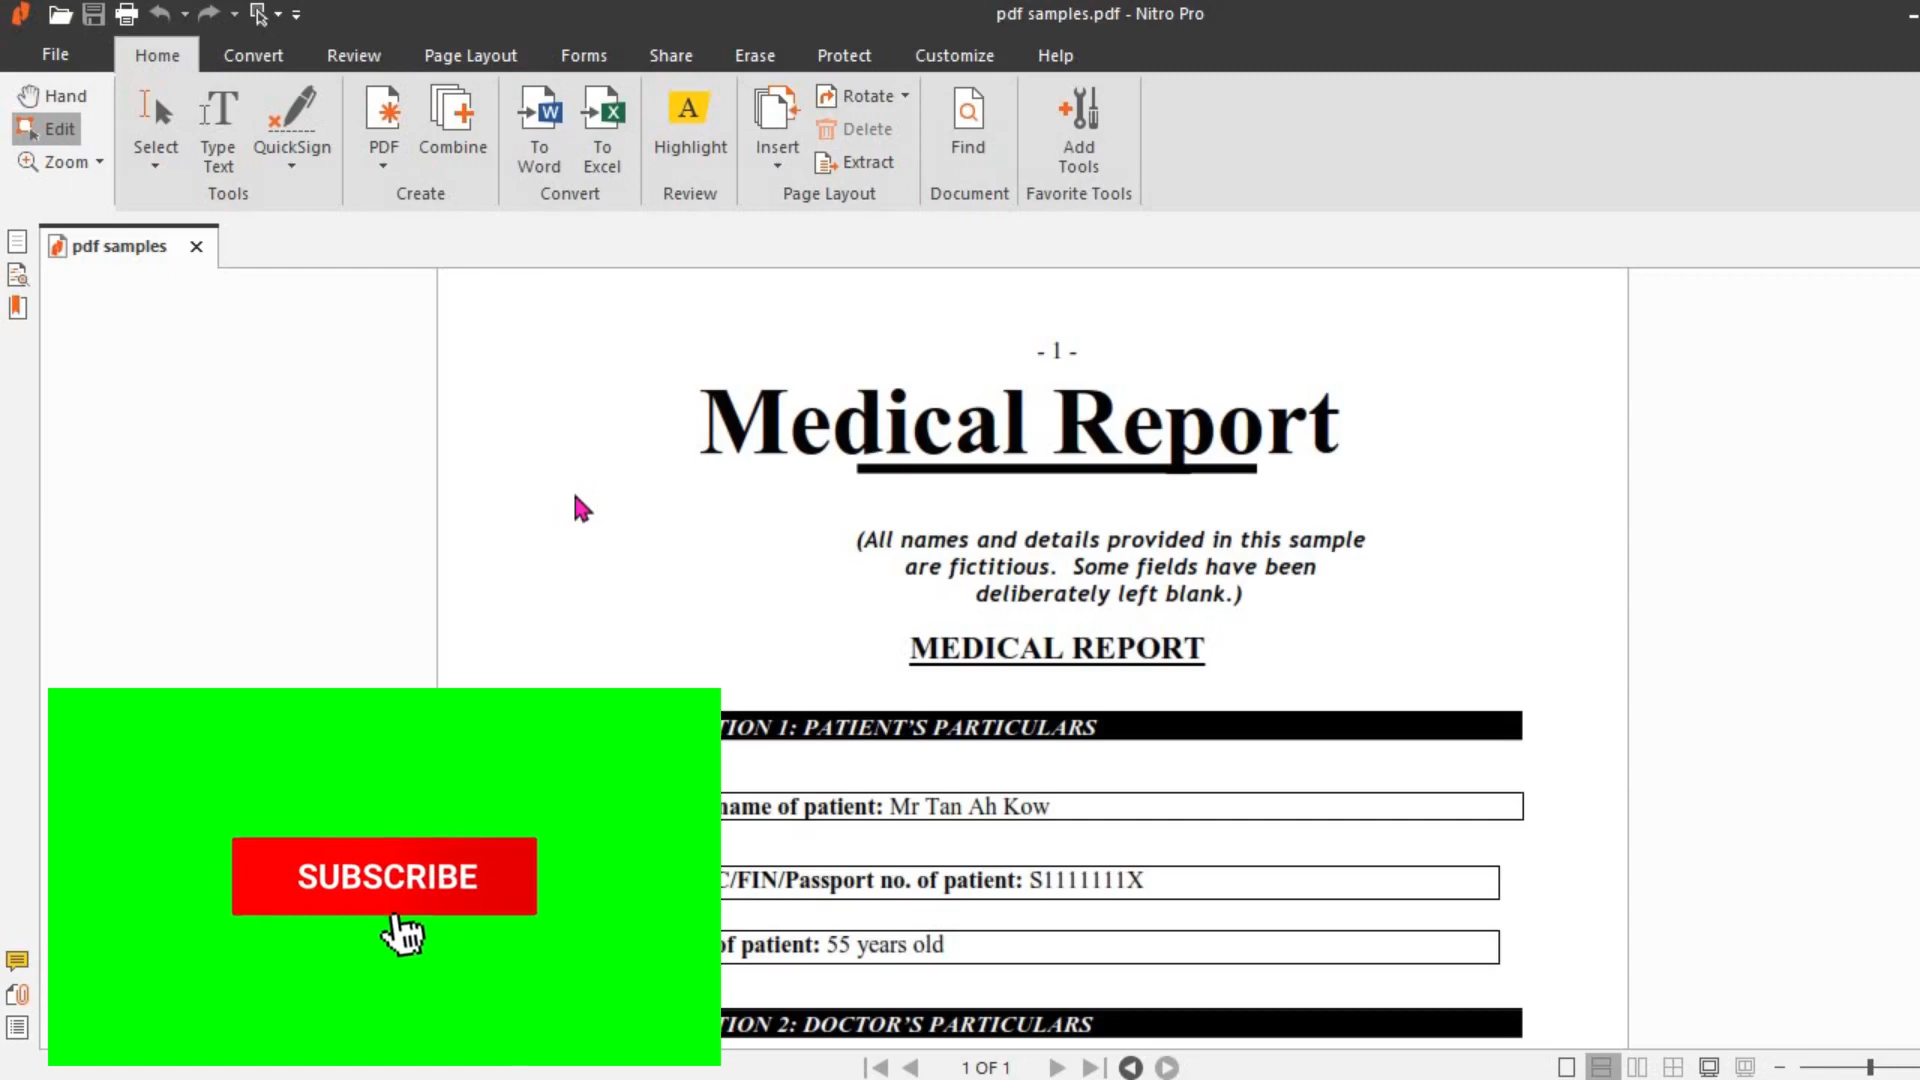 pdf samples.pdf - Nitro Pro
File Home Convert Review Page Layout Forms Share Erase Protect Customize Help
Hand
Edit
Zoom
Select
Type
Text
QuickSign
Tools
PDF
Combine
Create
To
Word
To
Excel
Convert
A
Highlight
Review
Insert
Rotate
Delete
Extract
Page Layout
Find
Document
Add
Tools
Favorite Tools
pdf samples
- 1 -
Medical Report
(All names and details provided in this sample
are fictitious. Some fields have been
deliberately left blank.)
MEDICAL REPORT
TION 1: PATIENT'S PARTICULARS
name of patient: Mr Tan Ah Kow
C/FIN/Passport no. of patient: S1111111X
of patient: 55 years old
TION 2: DOCTOR'S PARTICULARS
SUBSCRIBE
1 OF 1